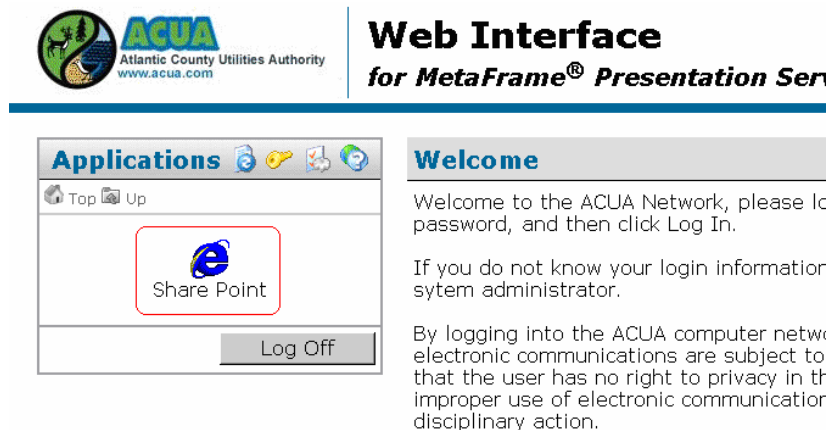 ACUA
Atlantic County Utilities Authority
www.acua.com
Web Interface
for MetaFrame® Presentation Serv
Applications
Top Up
Share Point
Log Off
Welcome
Welcome to the ACUA Network, please lo
password, and then click Log In.
If you do not know your login information
sytem administrator.
By logging into the ACUA computer netwo
electronic communications are subject to
that the user has no right to privacy in th
improper use of electronic communication
disciplinary action.